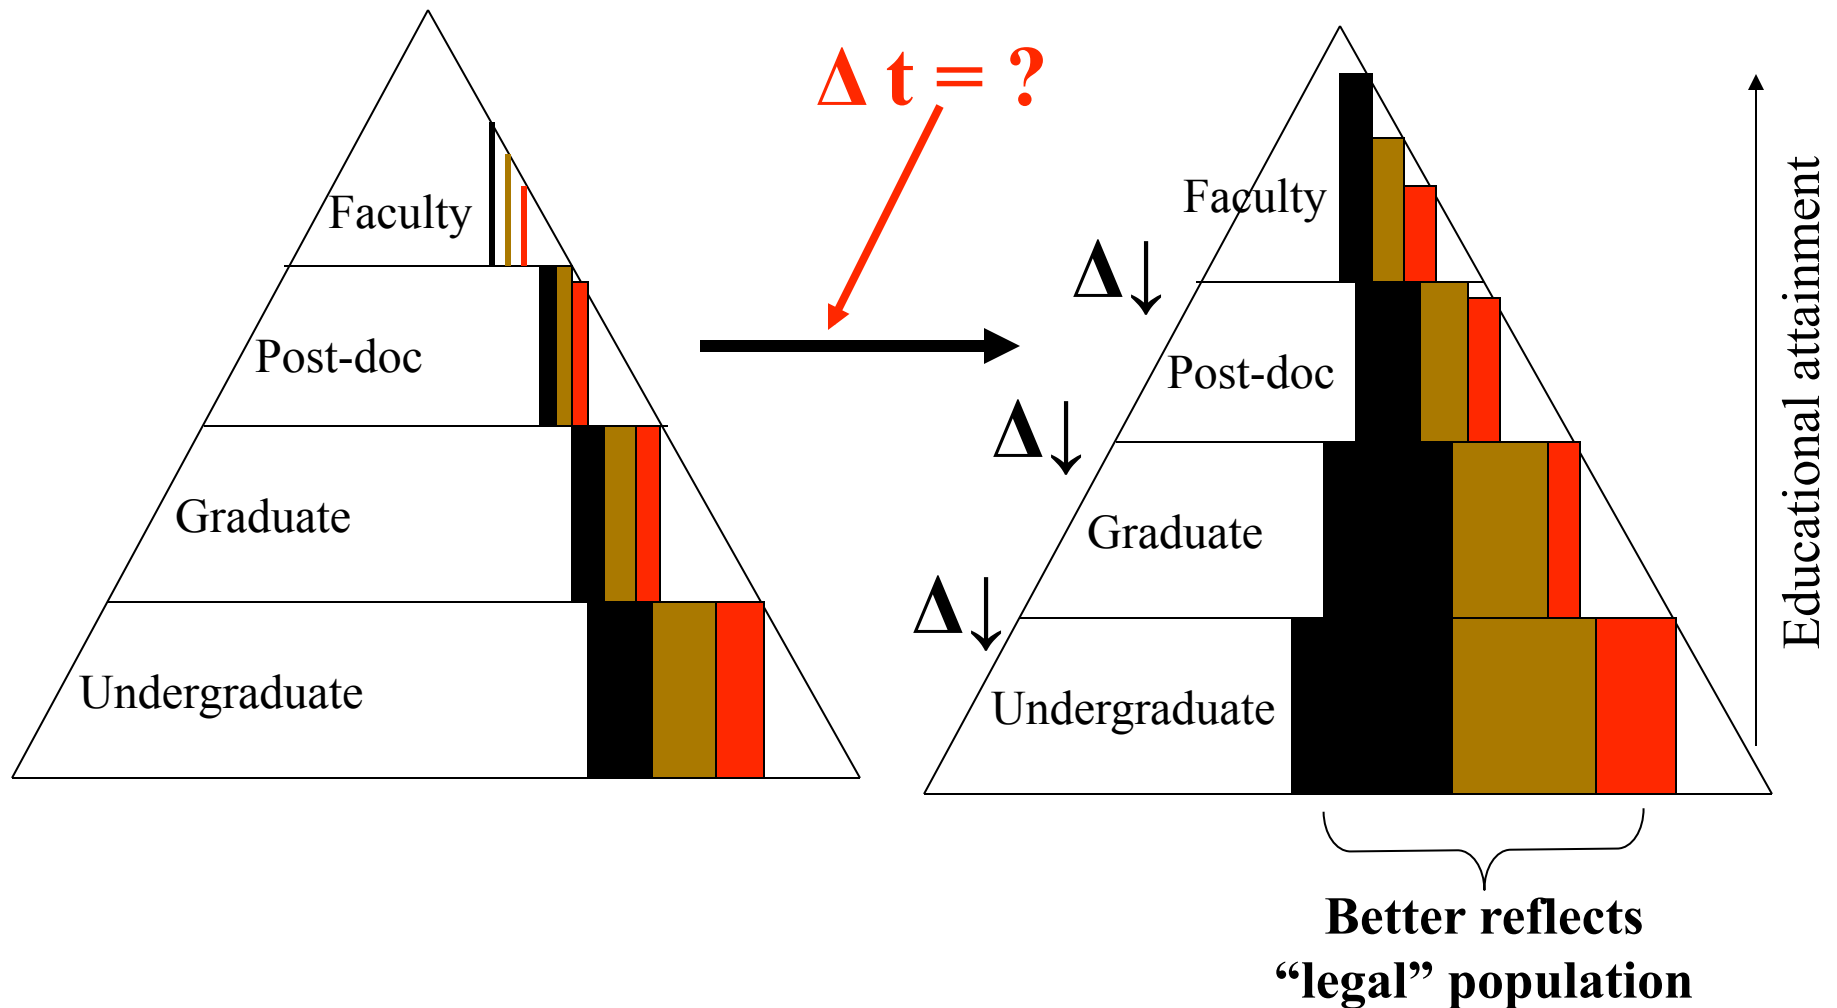 Δ t = ?
Faculty
Post-doc
Graduate
Undergraduate
Faculty
Δ↓
Post-doc
Δ↓
Graduate
Δ↓
Undergraduate
Educational attainment
Better reflects
“legal” population